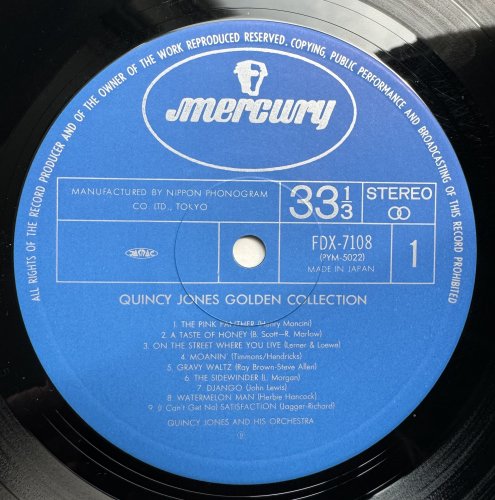 ALL RIGHTS OF THE RECORD PRODUCER AND OF THE OWNER OF THE WORK REPRODUCED RESERVED. COPYING, PUBLIC PERFORMANCE AND BROADCASTING OF THIS RECORD PROHIBITED
mercury
MANUFACTURED BY NIPPON PHONOGRAM
CO. LTD., TOKYO
33 1/3
STEREO
FDX-7108
(PYM-5022)
MADE IN JAPAN
1
QUINCY JONES GOLDEN COLLECTION
1. THE PINK PANTHER (Henry Mancini)
2. A TASTE OF HONEY (B. Scott—R. Marlow)
3. ON THE STREET WHERE YOU LIVE (Lerner & Loewe)
4. MOANIN' (Timmons/Hendricks)
5. GRAVY WALTZ (Ray Brown-Steve Allen)
6. THE SIDEWINDER (L. Morgan)
7. DJANGO (John Lewis)
8. WATERMELON MAN (Herbie Hancock)
9. (I Can't Get No) SATISFACTION (Jagger-Richard)
QUINCY JONES AND HIS ORCHESTRA